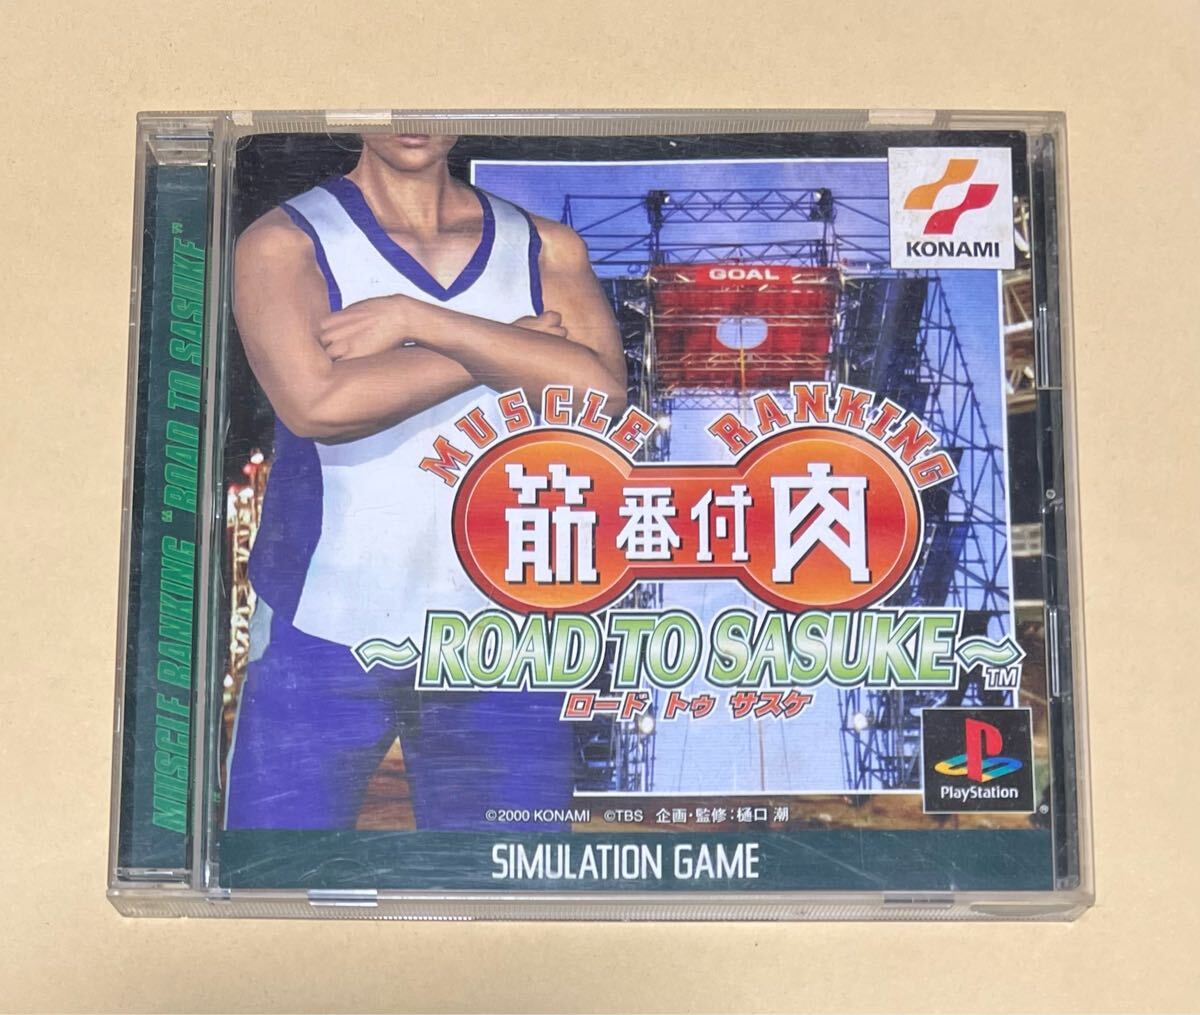 MUSCLE RANKING "ROAD TO SASUKE"
KONAMI
GOAL
MUSCLE RANKING
筋番付肉
~ROAD TO SASUKE~™
ロード トゥ サスケ
PlayStation®
©2000 KONAMI ©TBS 企画・監修:樋口 潮
SIMULATION GAME